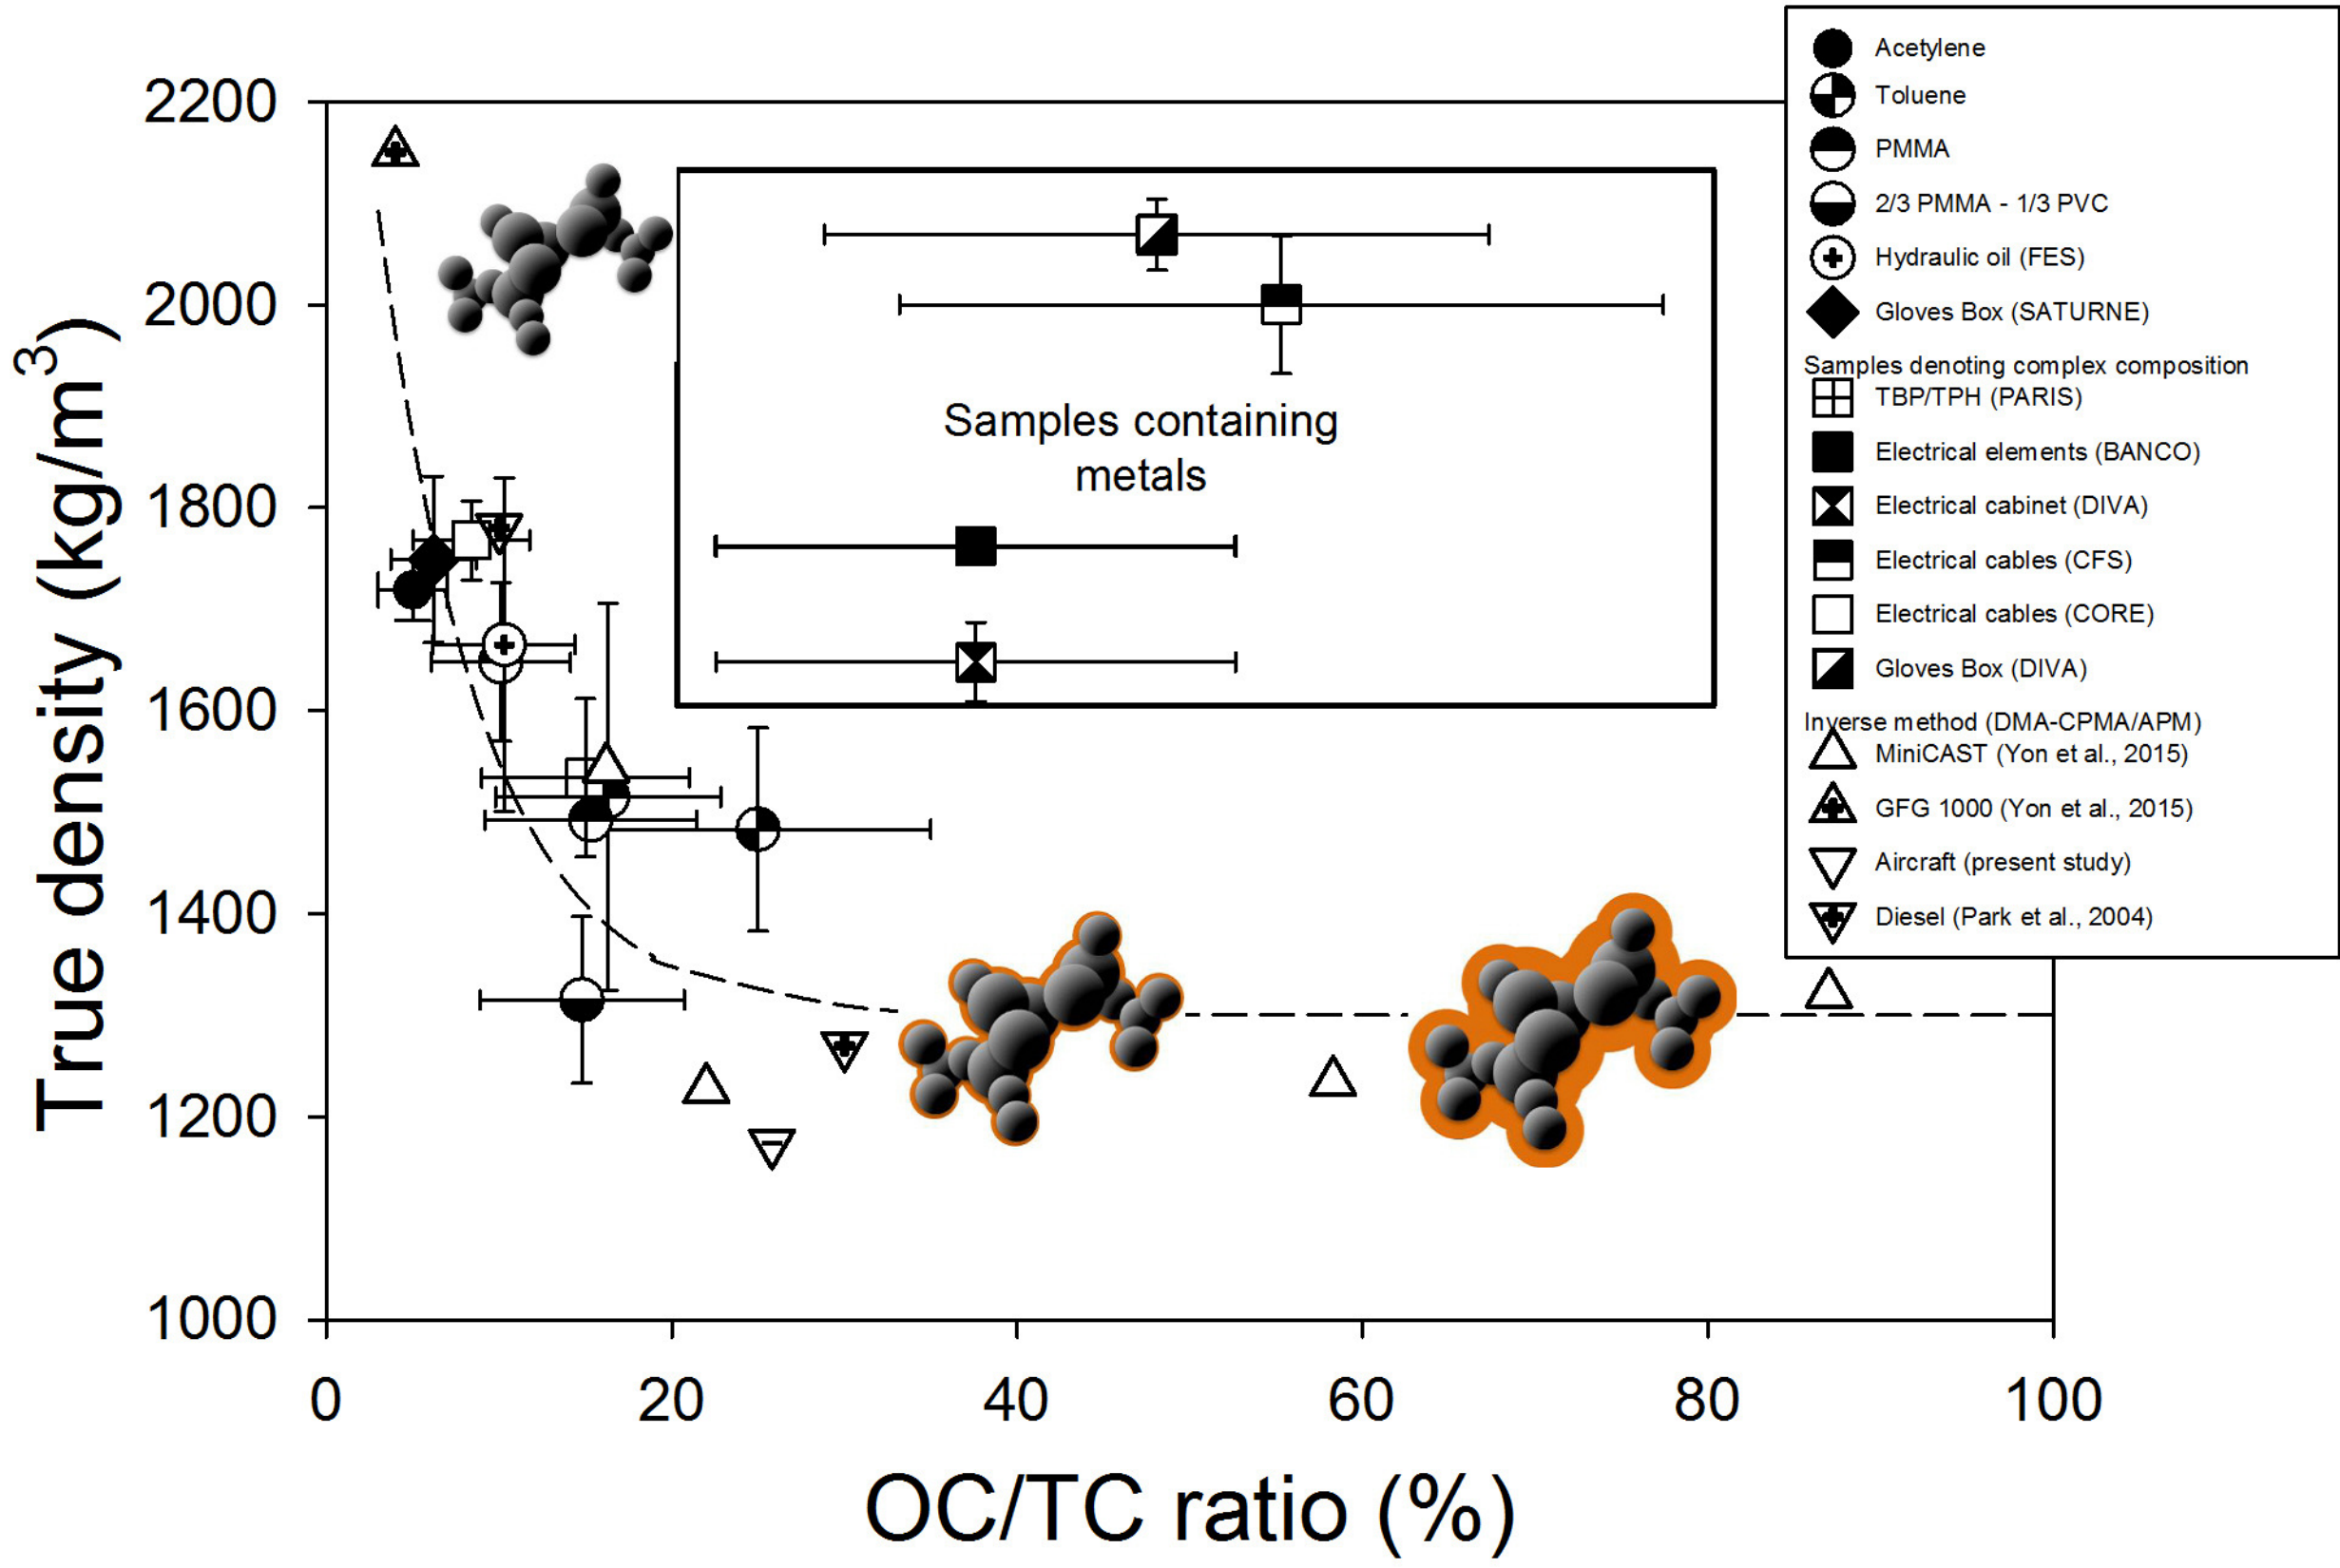 2200
2000
1800
1600
1400
1200
1000
True density (kg/m³)
0
20
40
60
80
100
OC/TC ratio (%)
Samples containing
metals
Acetylene
Toluene
PMMA
2/3 PMMA - 1/3 PVC
Hydraulic oil (FES)
Gloves Box (SATURNE)
Samples denoting complex composition
TBP/TPH (PARIS)
Electrical elements (BANCO)
Electrical cabinet (DIVA)
Electrical cables (CFS)
Electrical cables (CORE)
Gloves Box (DIVA)
Inverse method (DMA-CPMA/APM)
MiniCAST (Yon et al., 2015)
GFG 1000 (Yon et al., 2015)
Aircraft (present study)
Diesel (Park et al., 2004)